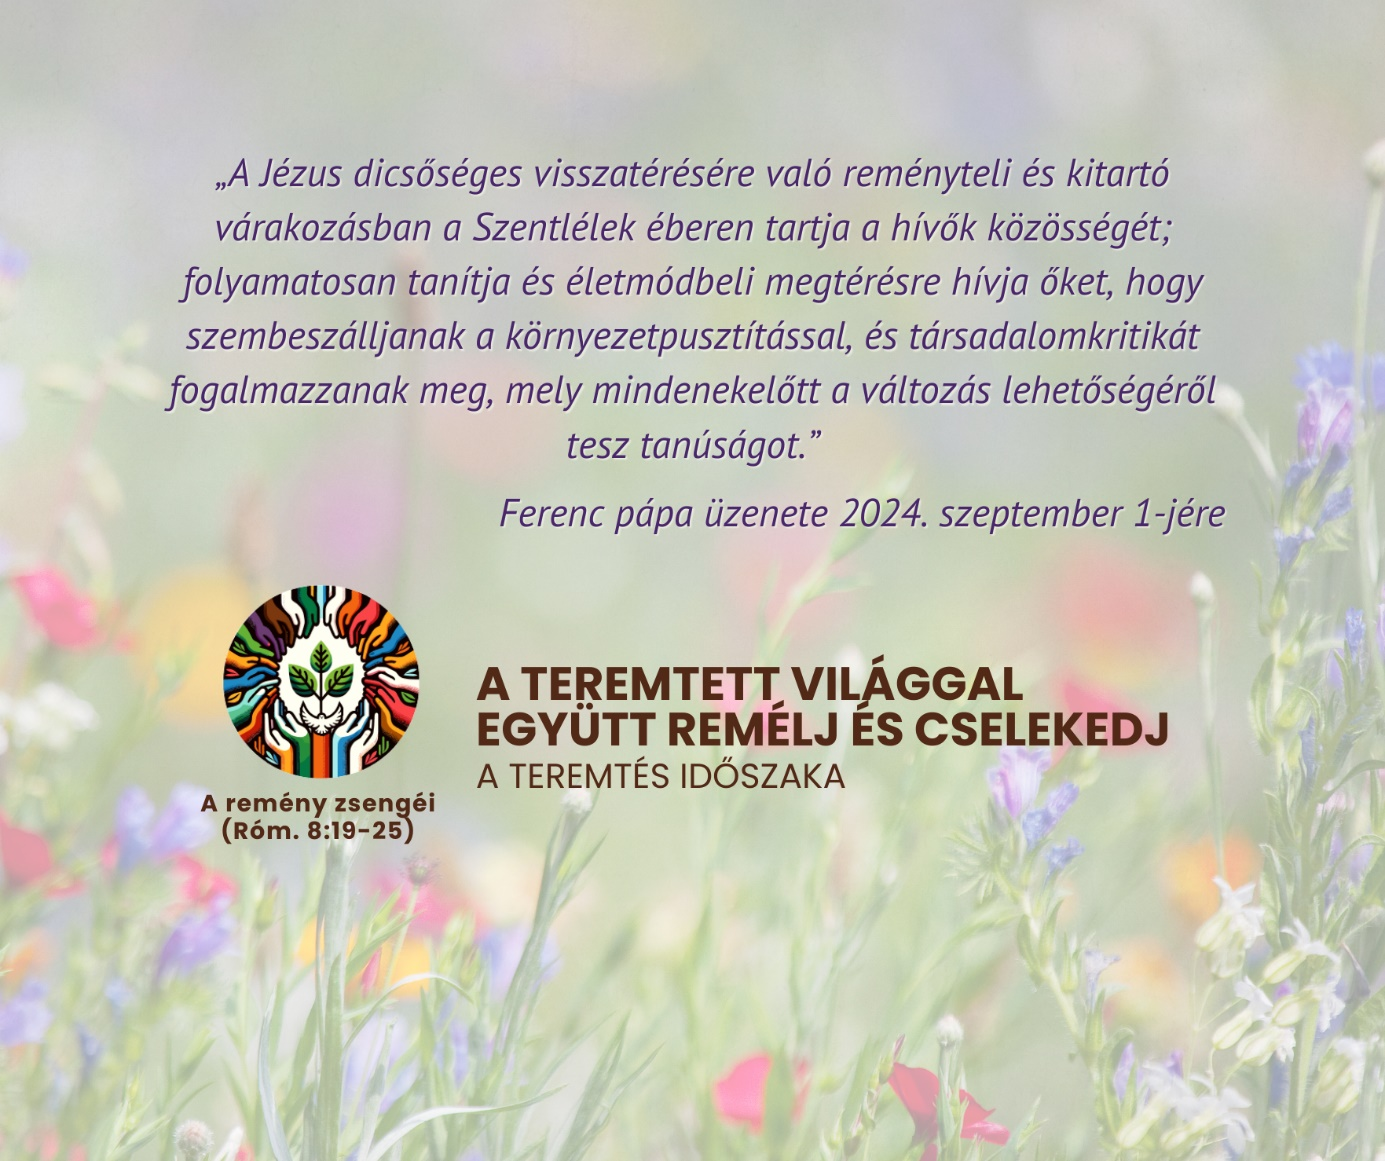 „A Jézus dicsőséges visszatérésére való reményteli és kitartó
várakozásban a Szentlélek éberen tartja a hívők közösségét;
folyamatosan tanítja és életmódbeli megtérésre hívja őket, hogy
szembeszálljanak a környezetpusztítással, és társadalomkritikát
fogalmazzanak meg, mely mindenekelőtt a változás lehetőségéről
tesz tanúságot.”
Ferenc pápa üzenete 2024. szeptember 1-jére
A remény zsengéi
(Róm. 8:19-25)
A TEREMTETT VILÁGGAL
EGYÜTT REMÉLJ ÉS CSELEKEDJ
A TEREMTÉS IDŐSZAKA